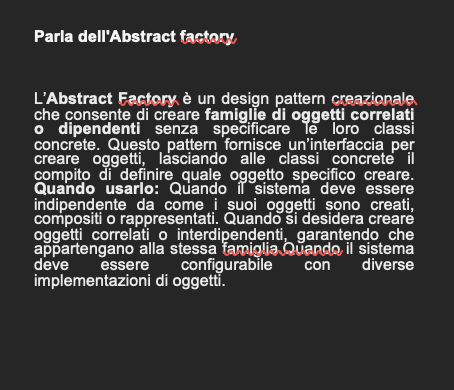 Parla dell'Abstract factory.
L’Abstract Factory è un design pattern creazionale
che consente di creare famiglie di oggetti correlati
o dipendenti senza specificare le loro classi
concrete. Questo pattern fornisce un’interfaccia per
creare oggetti, lasciando alle classi concrete il
compito di definire quale oggetto specifico creare.
Quando usarlo: Quando il sistema deve essere
indipendente da come i suoi oggetti sono creati,
compositi o rappresentati. Quando si desidera creare
oggetti correlati o interdipendenti, garantendo che
appartengano alla stessa famiglia.Quando il sistema
deve essere configurabile con diverse
implementazioni di oggetti.